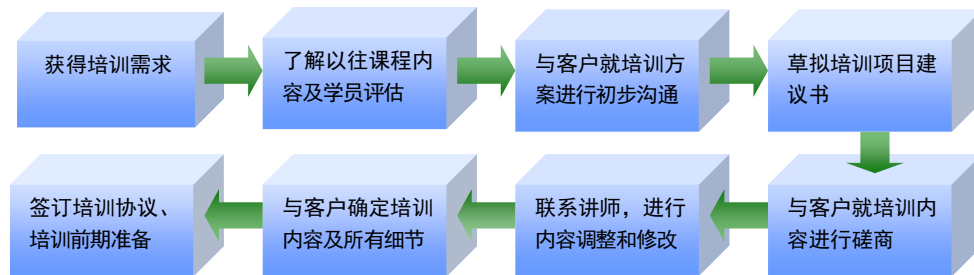 获得培训需求
了解以往课程内
容及学员评估
与客户就培训方
案进行初步沟通
草拟培训项目建
议书
与客户就培训内
容进行磋商
联系讲师，进行
内容调整和修改
与客户确定培训
内容及所有细节
签订培训协议、
培训前期准备